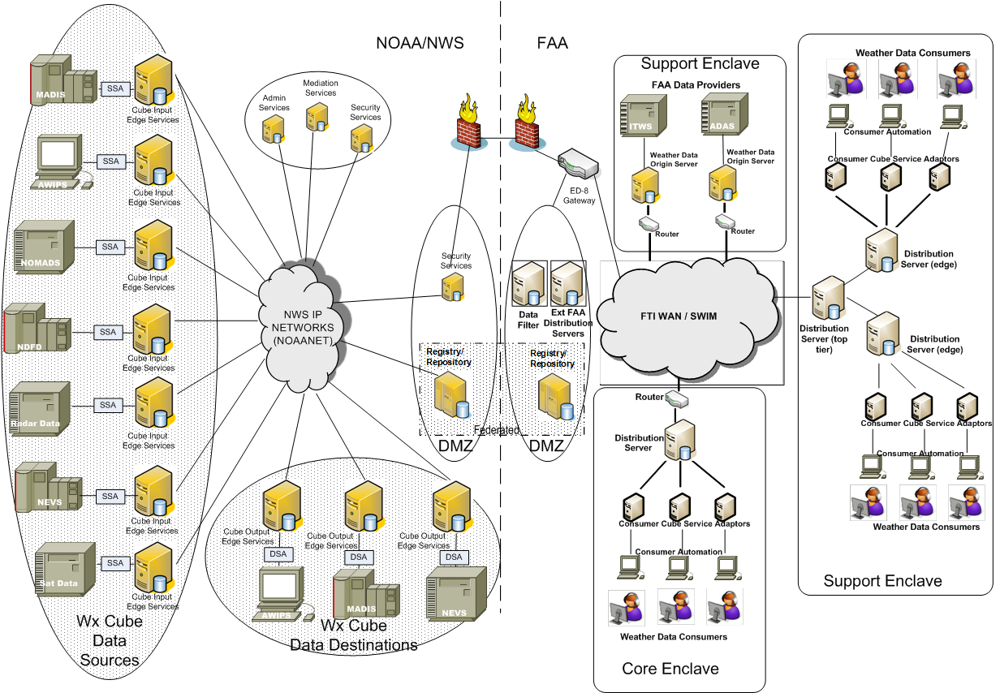 NOAA/NWS
FAA
MADIS
SSA
Cube Input
Edge Services
AWIPS
SSA
Cube Input
Edge Services
NOMADS
SSA
Cube Input
Edge Services
NDFD
SSA
Cube Input
Edge Services
Radar Data
SSA
Cube Input
Edge Services
NEVS
SSA
Cube Input
Edge Services
Sat Data
SSA
Cube Input
Edge Services
Wx Cube
Data
Sources
Admin
Services
Mediation
Services
Security
Services
NWS IP
NETWORKS
(NOAANET)
Cube Output
Edge Services
DSA
AWIPS
Cube Output
Edge Services
DSA
MADIS
Cube Output
Edge Services
DSA
NEVS
Wx Cube
Data Destinations
Security
Services
Registry/
Repository
DMZ
Federated
ED-8
Gateway
Data
Filter
Ext FAA
Distribution
Servers
Registry/
Repository
DMZ
Support Enclave
FAA Data Providers
ITWS
ADAS
Weather Data
Origin Server
Weather Data
Origin Server
Router
Router
FTI WAN / SWIM
Router
Distribution
Server
Consumer Cube Service Adaptors
Consumer Automation
Weather Data Consumers
Core Enclave
Weather Data Consumers
Consumer Automation
Consumer Cube Service Adaptors
Distribution
Server (edge)
Distribution
Server (top
tier)
Distribution
Server (edge)
Consumer Cube Service Adaptors
Consumer Automation
Weather Data Consumers
Support Enclave